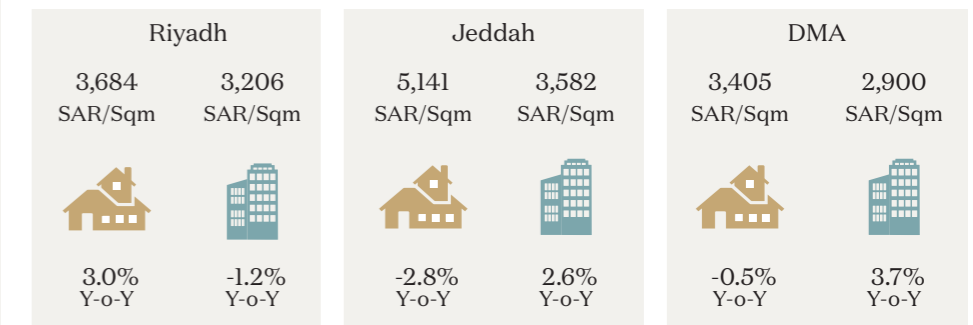 Riyadh
3,684 3,206
SAR/Sqm SAR/Sqm
3.0% -1.2%
Y-o-Y Y-o-Y
Jeddah
5,141 3,582
SAR/Sqm SAR/Sqm
-2.8% 2.6%
Y-o-Y Y-o-Y
DMA
3,405 2,900
SAR/Sqm SAR/Sqm
-0.5% 3.7%
Y-o-Y Y-o-Y